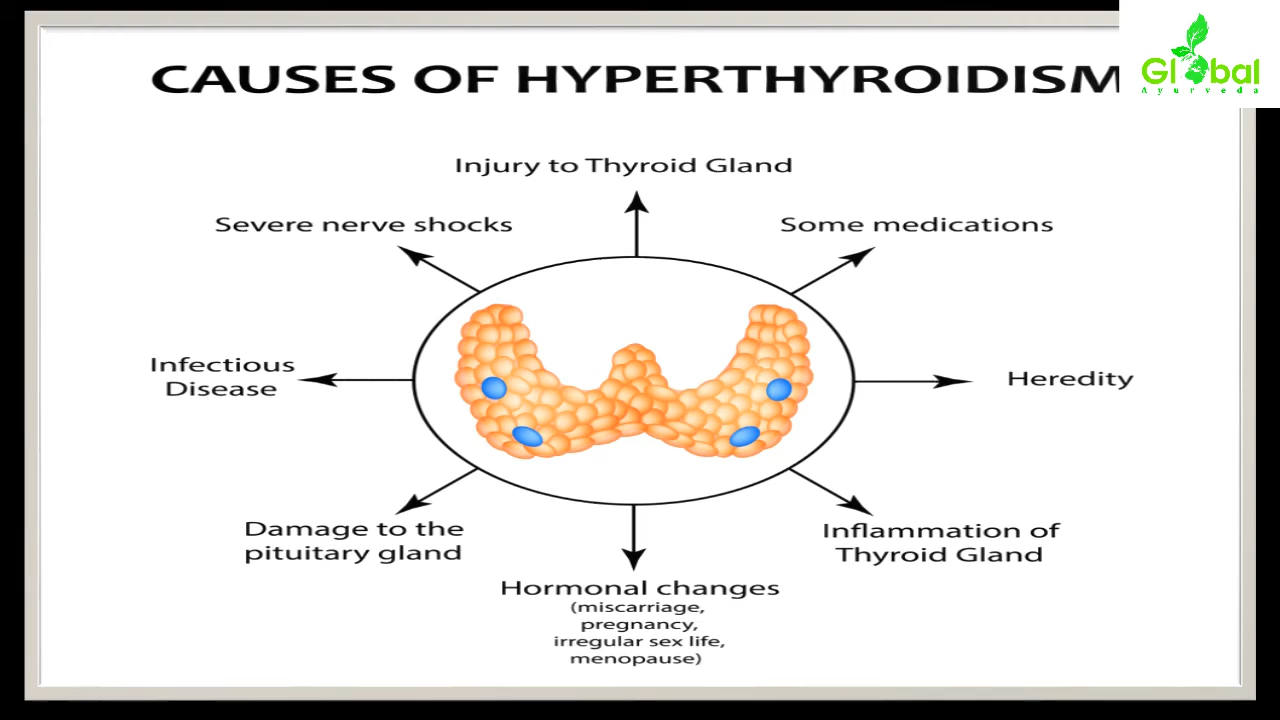 CAUSES OF HYPERTHYROIDISM
Global
Ayurveda
Injury to Thyroid Gland
Severe nerve shocks
Some medications
Infectious
Disease
Heredity
Damage to the
pituitary gland
Inflammation of
Thyroid Gland
Hormonal changes
(miscarriage,
pregnancy,
irregular sex life,
menopause)